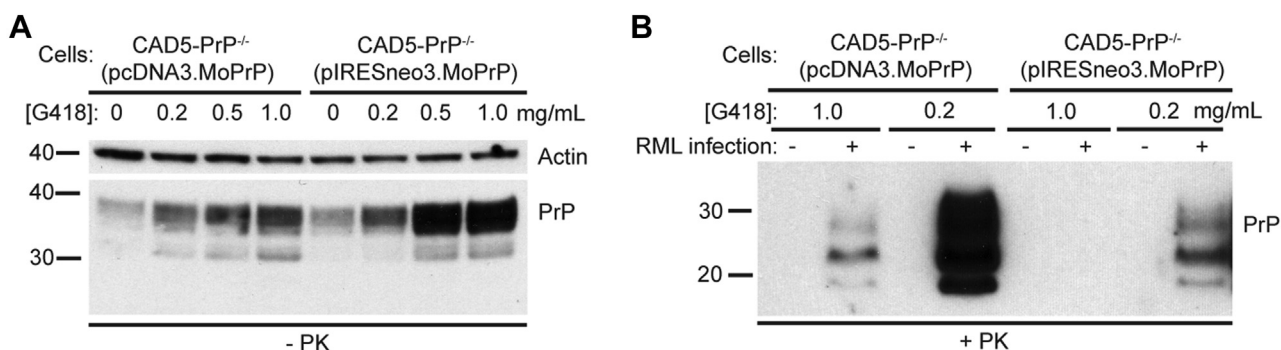 A
Cells: CAD5-PrP-/- (pcDNA3.MoPrP) CAD5-PrP-/- (pIRESneo3.MoPrP)
[G418]: 0 0.2 0.5 1.0 0 0.2 0.5 1.0 mg/mL
40 Actin
40 PrP
30
- PK
B
Cells: CAD5-PrP-/- (pcDNA3.MoPrP) CAD5-PrP-/- (pIRESneo3.MoPrP)
[G418]: 1.0 0.2 1.0 0.2 mg/mL
RML infection: - + - + - + - +
30 PrP
20
+ PK